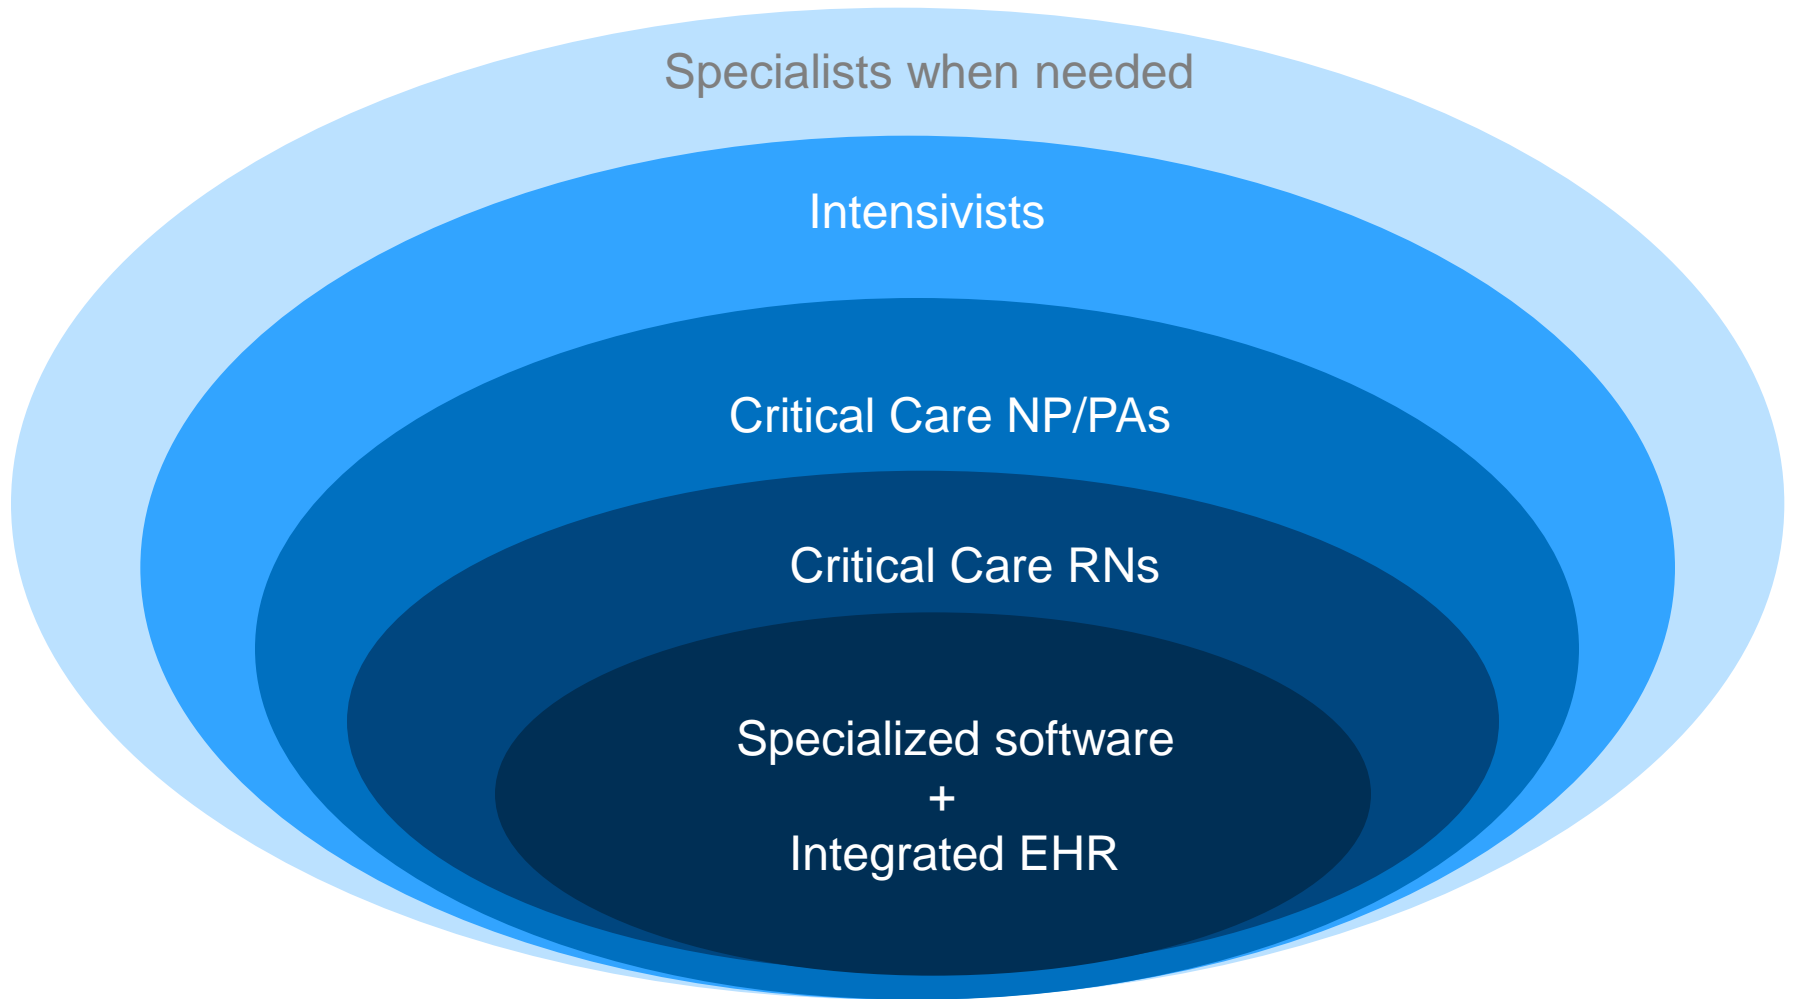 Specialists when needed
Intensivists
Critical Care NP/PAs
Critical Care RNs
Specialized software
+
Integrated EHR